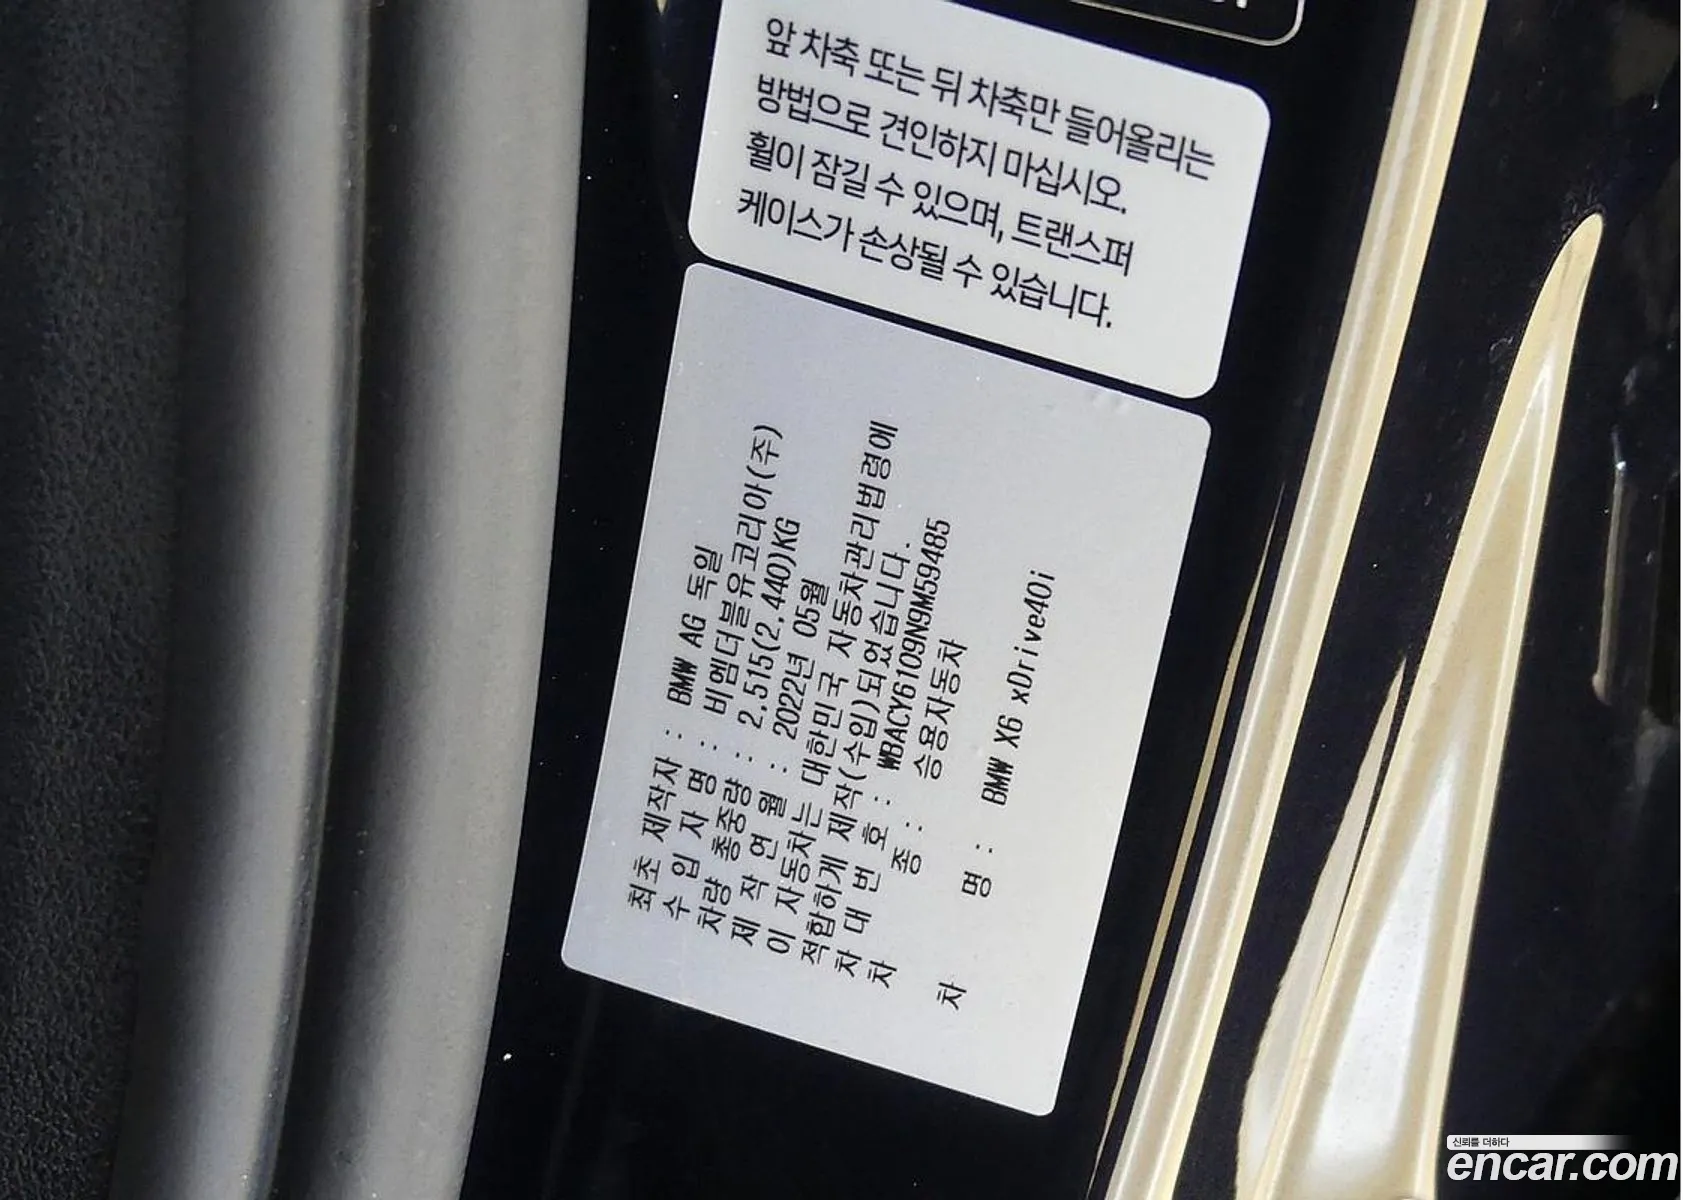 앞 차축 또는 뒤 차축만 들어올리는
방법으로 견인하지 마십시오.
휠이 잠길 수 있으며, 트랜스퍼
케이스가 손상될 수 있습니다.
최초 제작자 : BMW AG 독일
수 입 자 명 : 비엠더블유코리아(주)
차량 총중량 : 2,515(2,440)KG
제 작 연 월 : 2022년 05월
이 자동차는 대한민국 자동차관리법령에
적합하게 제작(수입)되었습니다.
차 대 번 호 : WBACY6109N9M59485
차 종 : 승용자동차
차 명 : BMW X6 xDrive40i
신뢰를 더하다
encar.com